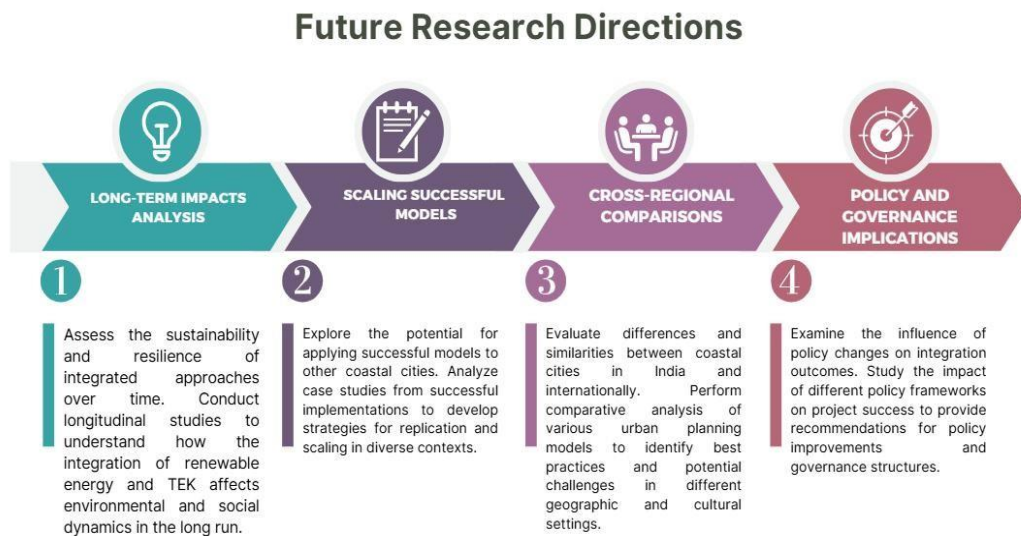 Future Research Directions
LONG-TERM IMPACTS
ANALYSIS
SCALING SUCCESSFUL
MODELS
CROSS-REGIONAL
COMPARISONS
POLICY AND
GOVERNANCE
IMPLICATIONS
1
Assess the sustainability
and resilience of
integrated approaches
over time. Conduct
longitudinal studies to
understand how the
integration of renewable
energy and TEK affects
environmental and social
dynamics in the long run.
2
Explore the potential for
applying successful models to
other coastal cities. Analyze
case studies from successful
implementations to develop
strategies for replication and
scaling in diverse contexts.
3
Evaluate differences and
similarities between coastal
cities in India and
internationally. Perform
comparative analysis of
various urban planning
models to identify best
practices and potential
challenges in different
geographic and cultural
settings.
4
Examine the influence of
policy changes on integration
outcomes. Study the impact
of different policy frameworks
on project success to provide
recommendations for policy
improvements and
governance structures.